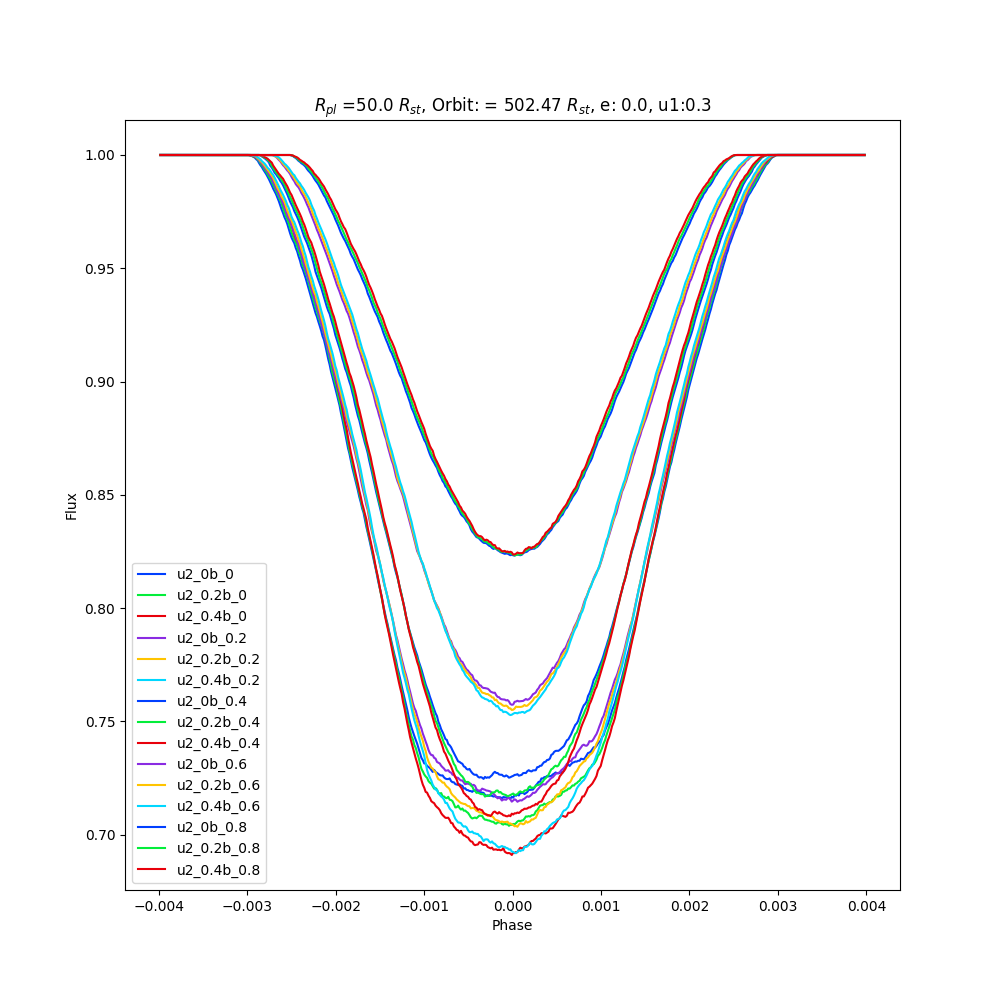 R_pl =50.0 R_st, Orbit: = 502.47 R_st, e: 0.0, u1:0.3
1.00
0.95
0.90
0.85
0.80
0.75
0.70
Flux
u2_0b_0
u2_0.2b_0
u2_0.4b_0
u2_0b_0.2
u2_0.2b_0.2
u2_0.4b_0.2
u2_0b_0.4
u2_0.2b_0.4
u2_0.4b_0.4
u2_0b_0.6
u2_0.2b_0.6
u2_0.4b_0.6
u2_0b_0.8
u2_0.2b_0.8
u2_0.4b_0.8
−0.004 −0.003 −0.002 −0.001 0.000 0.001 0.002 0.003 0.004
Phase